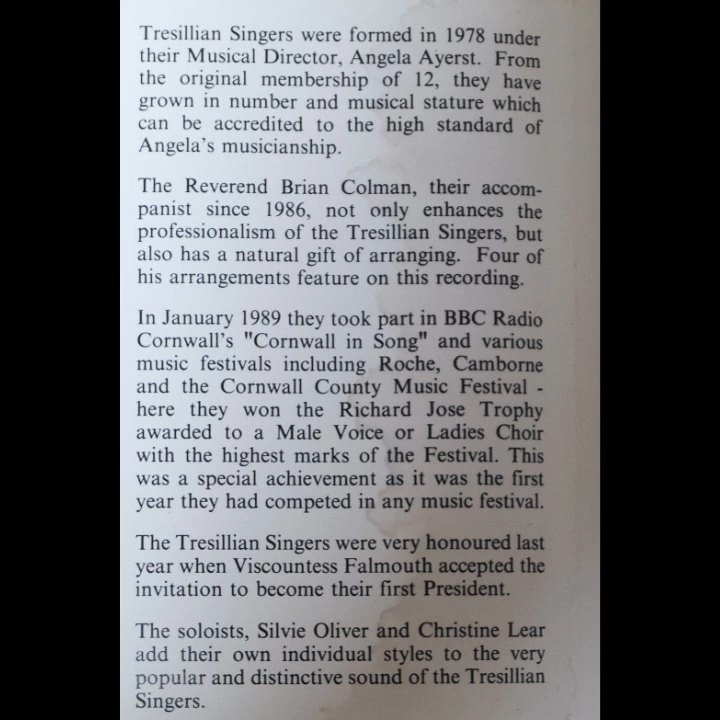 Tresillian Singers were formed in 1978 under
their Musical Director, Angela Ayerst. From
the original membership of 12, they have
grown in number and musical stature which
can be accredited to the high standard of
Angela's musicianship.
The Reverend Brian Colman, their accom-
panist since 1986, not only enhances the
professionalism of the Tresillian Singers, but
also has a natural gift of arranging. Four of
his arrangements feature on this recording.
In January 1989 they took part in BBC Radio
Cornwall's "Cornwall in Song" and various
music festivals including Roche, Camborne
and the Cornwall County Music Festival -
here they won the Richard Jose Trophy
awarded to a Male Voice or Ladies Choir
with the highest marks of the Festival. This
was a special achievement as it was the first
year they had competed in any music festival.
The Tresillian Singers were very honoured last
year when Viscountess Falmouth accepted the
invitation to become their first President.
The soloists, Silvie Oliver and Christine Lear
add their own individual styles to the very
popular and distinctive sound of the Tresillian
Singers.